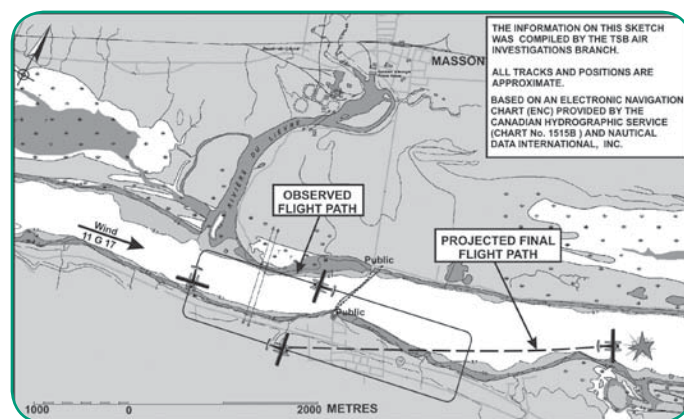 THE INFORMATION ON THIS SKETCH
WAS COMPILED BY THE TSB AIR
INVESTIGATIONS BRANCH.
ALL TRACKS AND POSITIONS ARE
APPROXIMATE.
BASED ON AN ELECTRONIC NAVIGATION
CHART (ENC) PROVIDED BY THE
CANADIAN HYDROGRAPHIC SERVICE
(CHART No. 1515B ) AND NAUTICAL
DATA INTERNATIONAL, INC.
MASSON
RIVIÈRE DU LIÈVRE
OBSERVED
FLIGHT PATH
PROJECTED FINAL
FLIGHT PATH
Wind
11 G 17
Public
Public
1000 0 2000 METRES